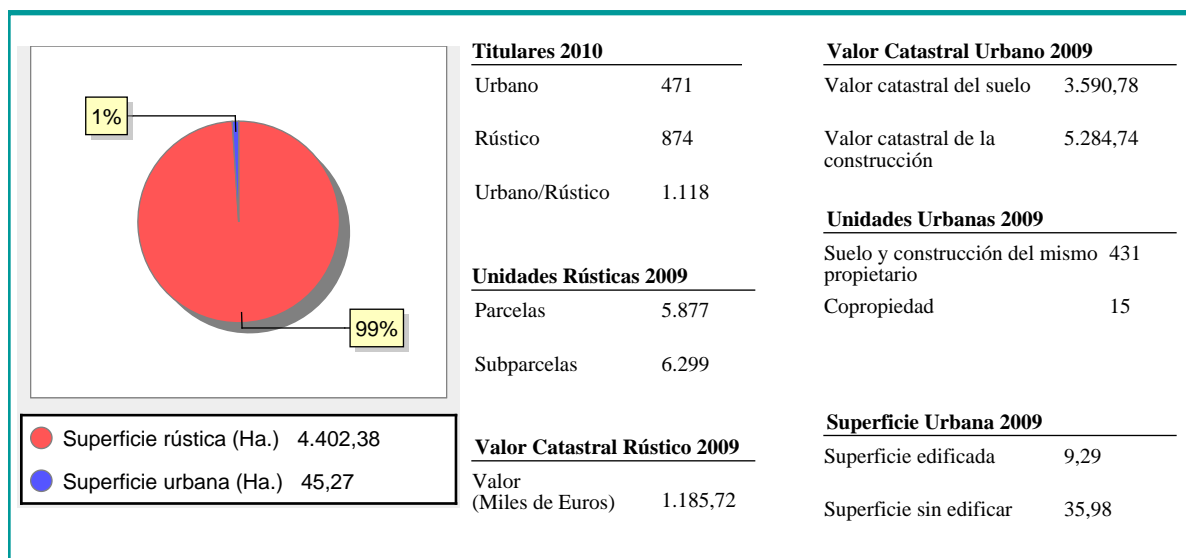 1%
99%
Superficie rústica (Ha.) 4.402,38
Superficie urbana (Ha.) 45,27
Titulares 2010
Urbano 471
Rústico 874
Urbano/Rústico 1.118
Unidades Rústicas 2009
Parcelas 5.877
Subparcelas 6.299
Valor Catastral Rústico 2009
Valor
(Miles de Euros) 1.185,72
Valor Catastral Urbano 2009
Valor catastral del suelo 3.590,78
Valor catastral de la 5.284,74
construcción
Unidades Urbanas 2009
Suelo y construcción del mismo 431
propietario
Copropiedad 15
Superficie Urbana 2009
Superficie edificada 9,29
Superficie sin edificar 35,98